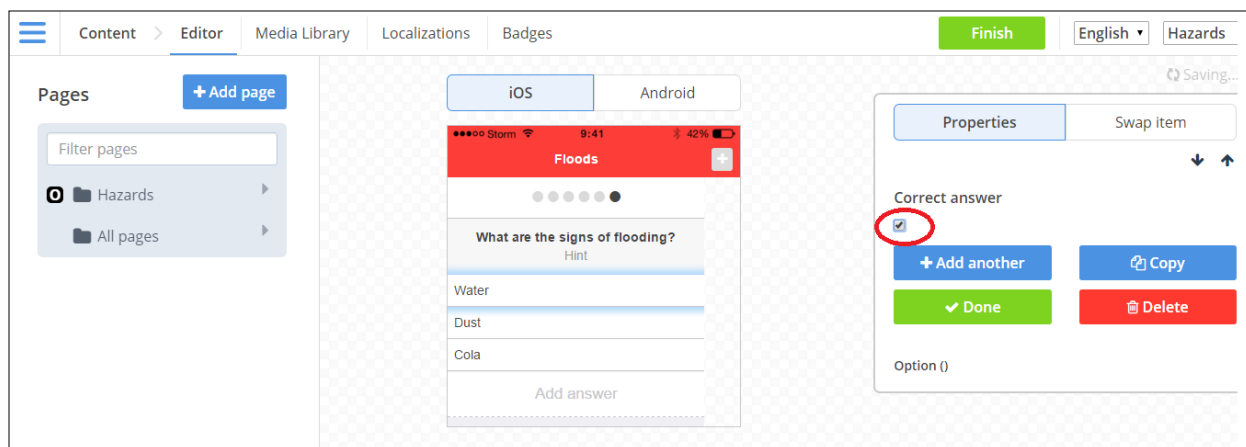 Content > Editor Media Library Localizations Badges Finish English Hazards
Saving...
Pages + Add page
iOS Android
Properties Swap item
Filter pages
Storm 9:41 42%
Floods
Hazards
All pages
Correct answer
What are the signs of flooding?
Hint
+ Add another Copy
Water
Done Delete
Dust
Cola
Option ()
Add answer